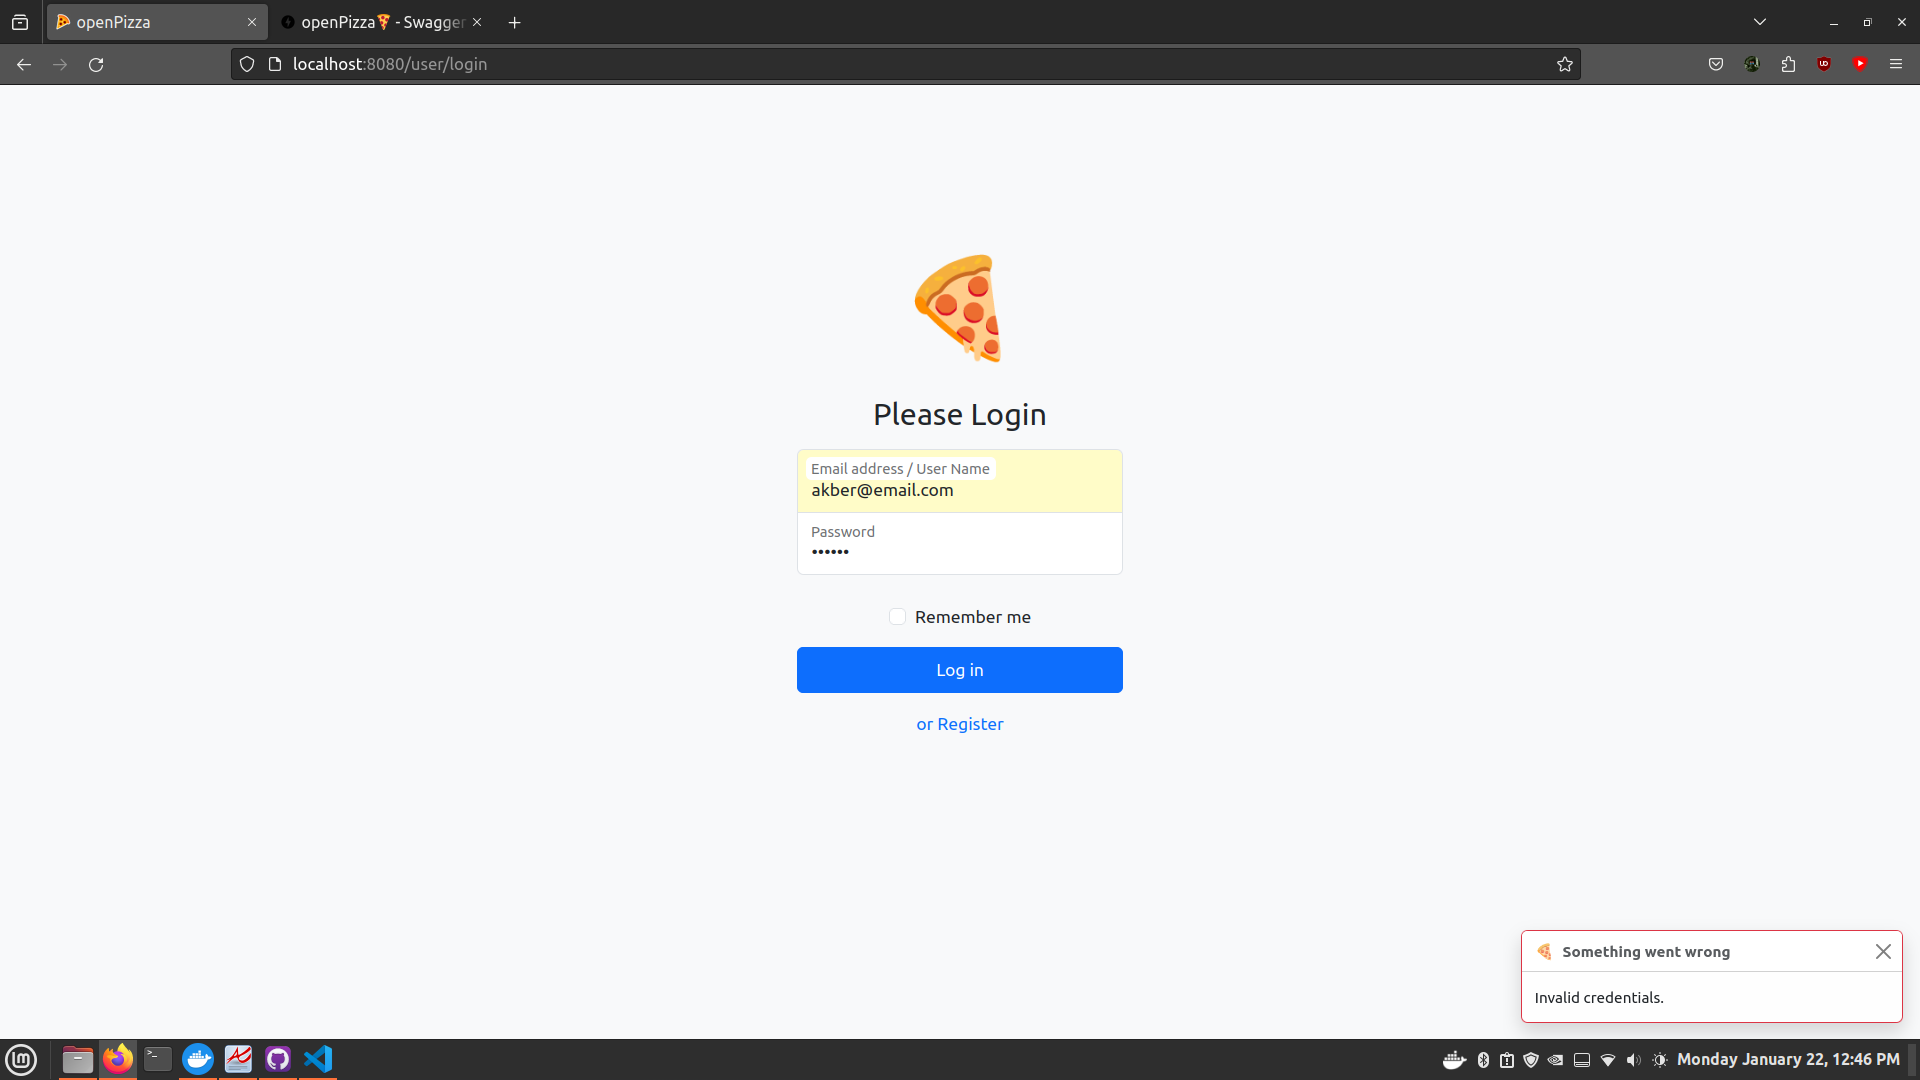 openPizza
openPizza🍕 - Swagger
localhost:8080/user/login
Please Login
Email address / User Name
akber@email.com
Password
••••••
Remember me
Log in
or Register
Something went wrong
Invalid credentials.
Monday January 22, 12:46 PM